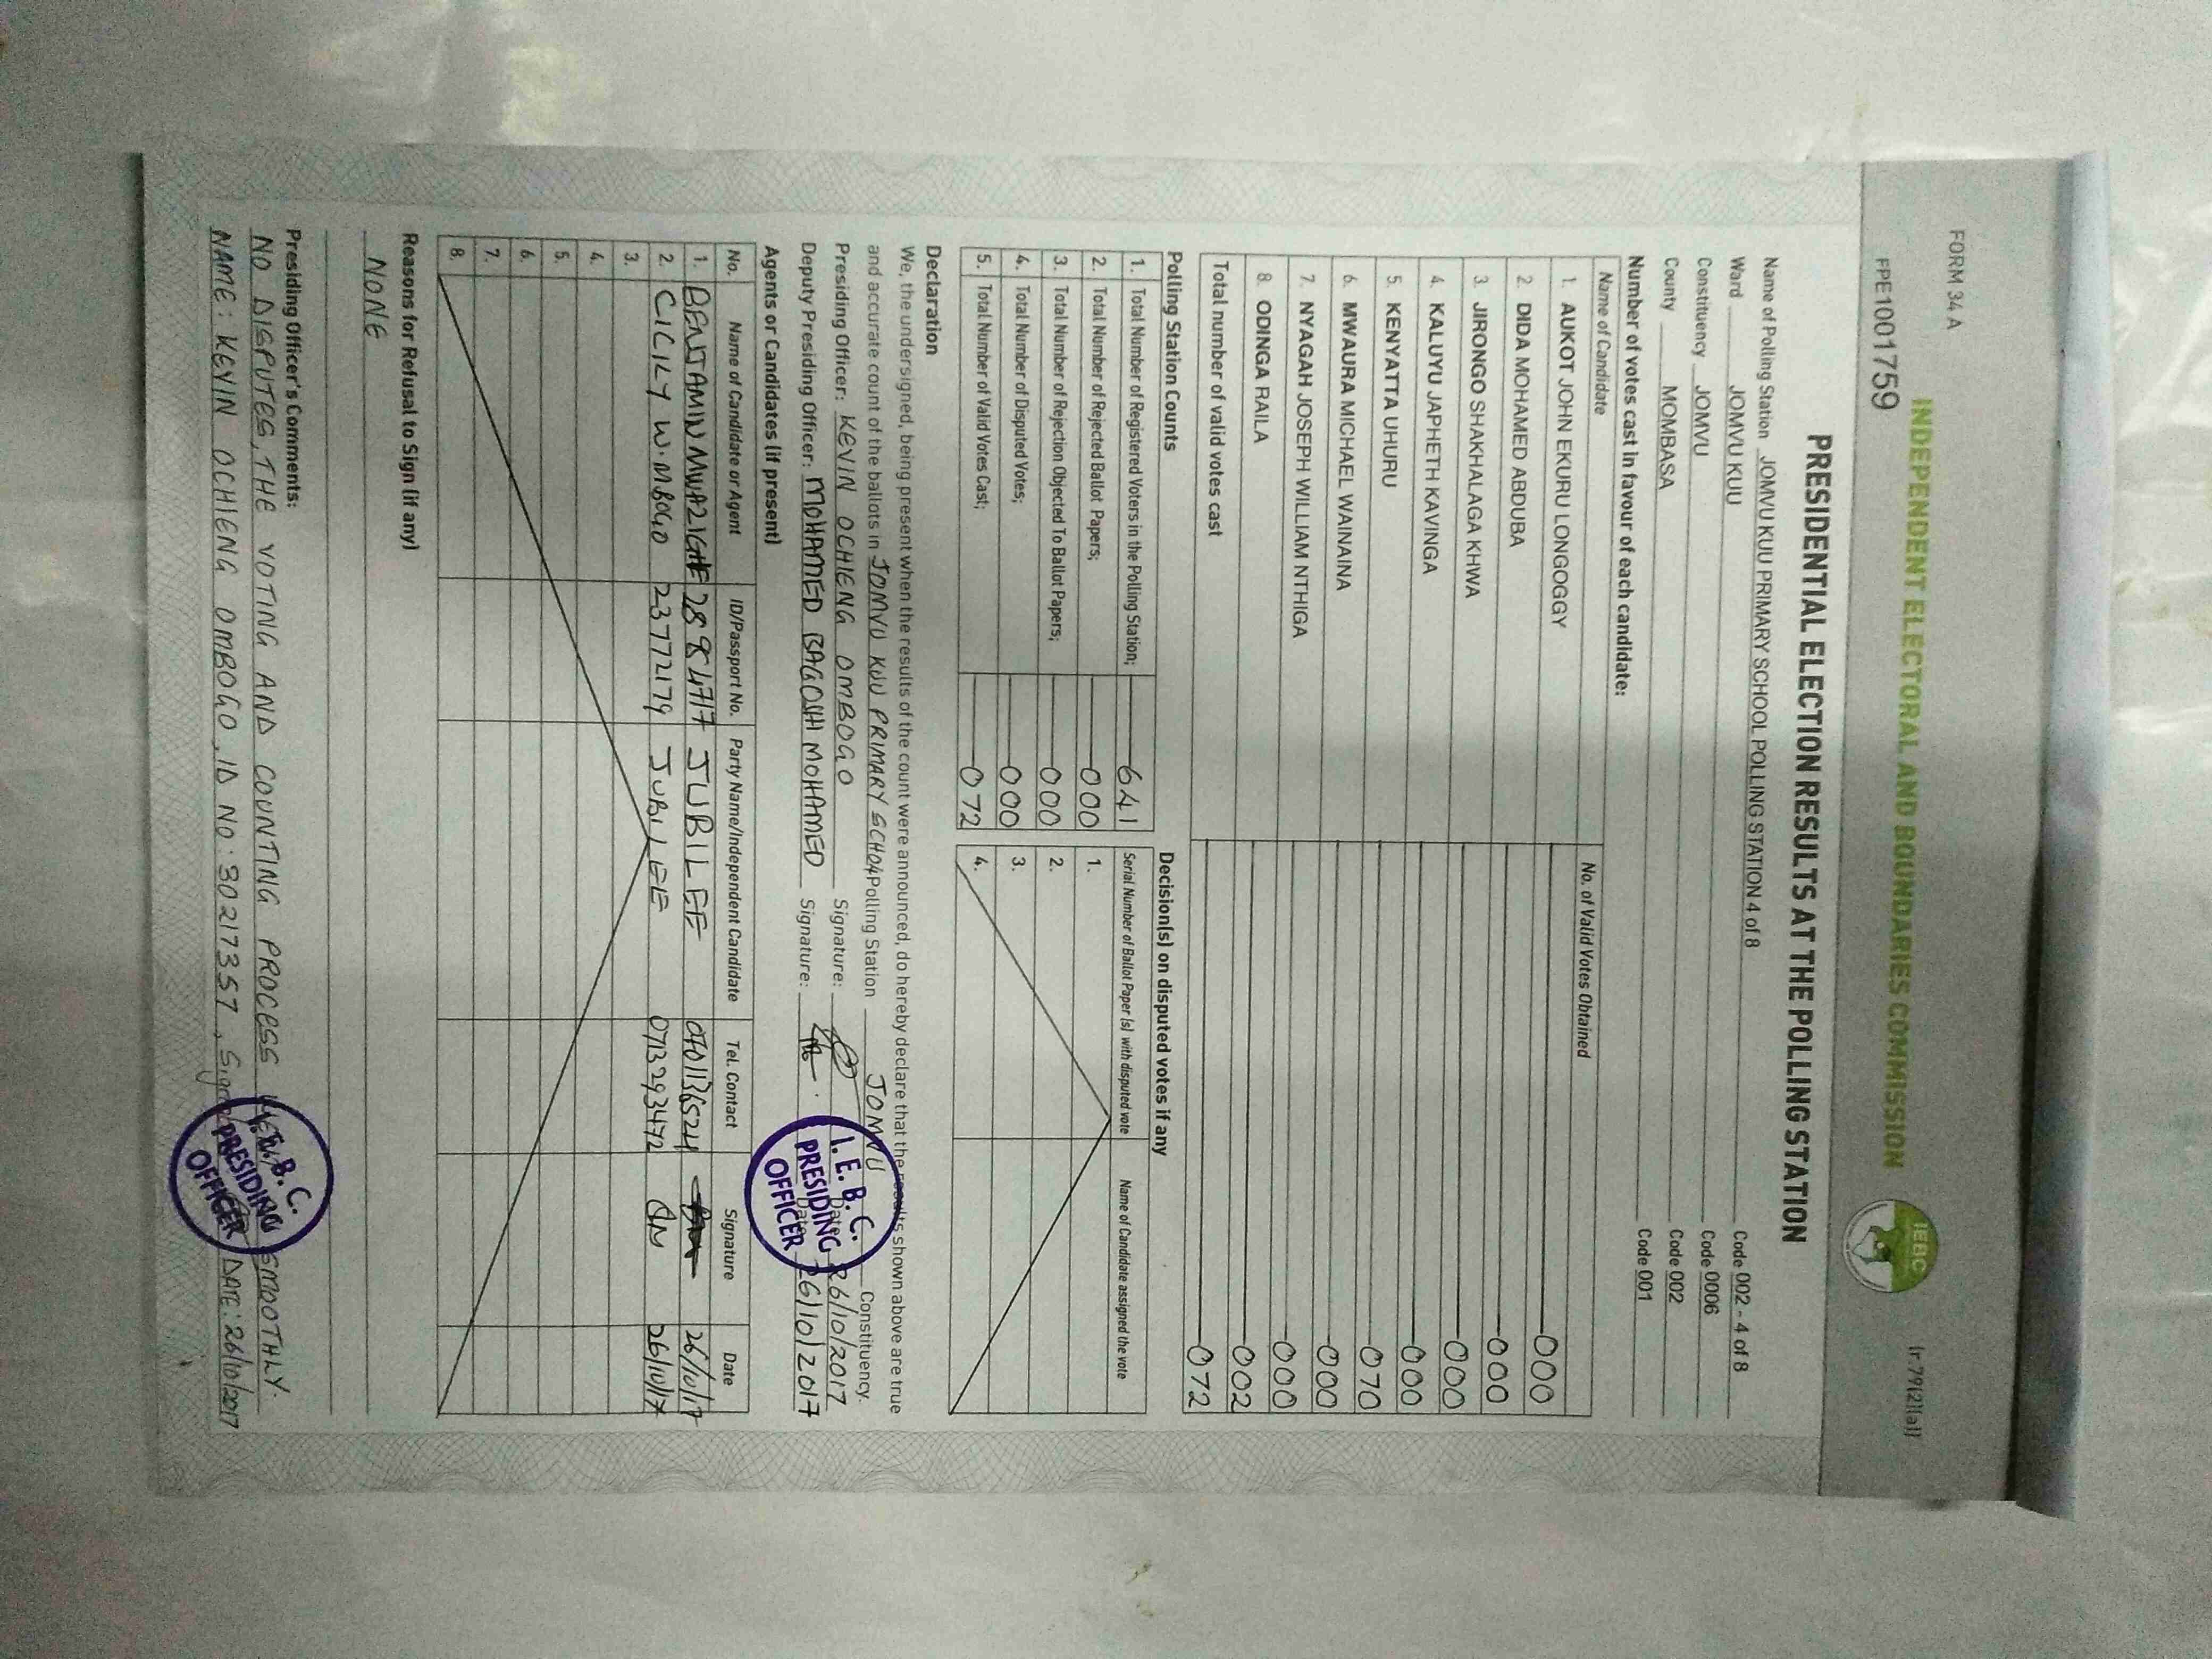 FORM 34 A
(r.79(2)(a))
INDEPENDENT ELECTORAL AND BOUNDARIES COMMISSION
IEBC
FPE1001759
PRESIDENTIAL ELECTION RESULTS AT THE POLLING STATION
Name of Polling Station JOMVU KUU PRIMARY SCHOOL POLLING STATION 4 of 8 Code 002 - 4 of 8
Ward JOMVU KUU Code 0006
Constituency JOMVU Code 002
County MOMBASA Code 001
Number of votes cast in favour of each candidate:
Name of Candidate No. of Valid Votes Obtained
1. AUKOT JOHN EKURU LONGOGGY 000
2. DIDA MOHAMED ABDUBA 000
3. JIRONGO SHAKHALAGA KHWA 000
4. KALUYU JAPHETH KAVINGA 000
5. KENYATTA UHURU 070
6. MWAURA MICHAEL WAINAINA 000
7. NYAGAH JOSEPH WILLIAM NTHIGA 000
8. ODINGA RAILA 002
Total number of valid votes cast 072
Polling Station Counts
1. Total Number of Registered Voters in the Polling Station; 641
2. Total Number of Rejected Ballot Papers; 000
3. Total Number of Rejection Objected To Ballot Papers; 000
4. Total Number of Disputed Votes; 000
5. Total Number of Valid Votes Cast; 072
Decision(s) on disputed votes if any
Serial Number of Ballot Paper (s) with disputed vote Name of Candidate assigned the vote
1.
2.
3.
4.
Declaration
We, the undersigned, being present when the results of the count were announced, do hereby declare that the results shown above are true
and accurate count of the ballots in JOMVU KUU PRIMARY SCH 04 Polling Station JOMVU Constituency.
Presiding Officer: KEVIN OCHIENG OMBOGO Signature: Date: 26/10/2017
Deputy Presiding Officer: MOHAMED BAGOSH MOHAMED Signature: Date: 26/10/2017
I. E. B. C.
PRESIDING
OFFICER
Agents or Candidates (if present)
No. Name of Candidate or Agent ID/Passport No. Party Name/Independent Candidate Tel. Contact Signature Date
1. BENJAMIN JUBILEE 26/10/17
2. CICILY W. MBOGO 23772179 JUBILEE 0713293472 26/10/17
3.
4.
5.
6.
7.
8.
Reasons for Refusal to Sign (if any)
NONE
Presiding Officer's Comments:
NO DISPUTES, THE VOTING AND COUNTING PROCESS SMOOTHLY.
NAME: KEVIN OCHIENG OMBOGO, ID NO: 30217357, DATE: 26/10/2017
I. E. B. C.
PRESIDING
OFFICER